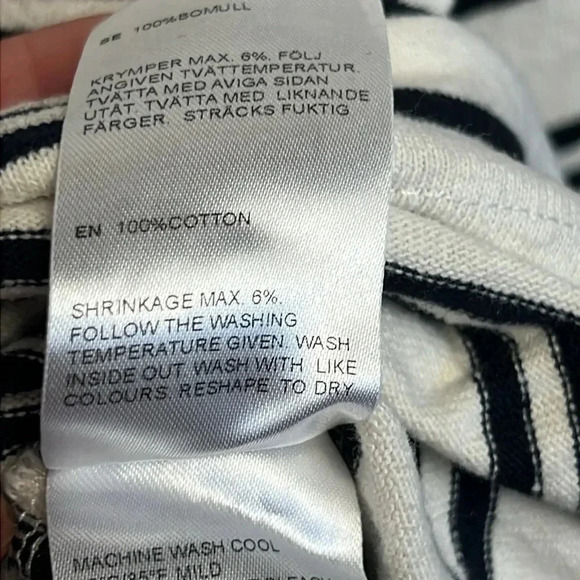 SE 100%BOMULL
KRYMPER MAX. 6%. FÖLJ
ANGIVEN TVÄTTEMPERATUR.
TVÄTTA MED AVIGA SIDAN
UTÅT. TVÄTTA MED LIKNANDE
FÄRGER. STRÄCKS FUKTIG
EN 100%COTTON
SHRINKAGE MAX. 6%.
FOLLOW THE WASHING
TEMPERATURE GIVEN. WASH
INSIDE OUT. WASH WITH LIKE
COLOURS. RESHAPE TO DRY
MACHINE WASH COOL
MILD